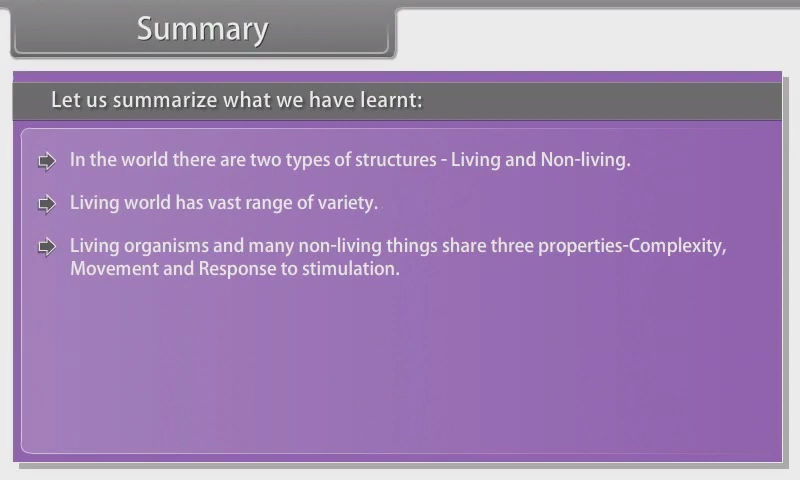 Summary
Let us summarize what we have learnt:
In the world there are two types of structures - Living and Non-living.
Living world has vast range of variety.
Living organisms and many non-living things share three properties-Complexity,
Movement and Response to stimulation.